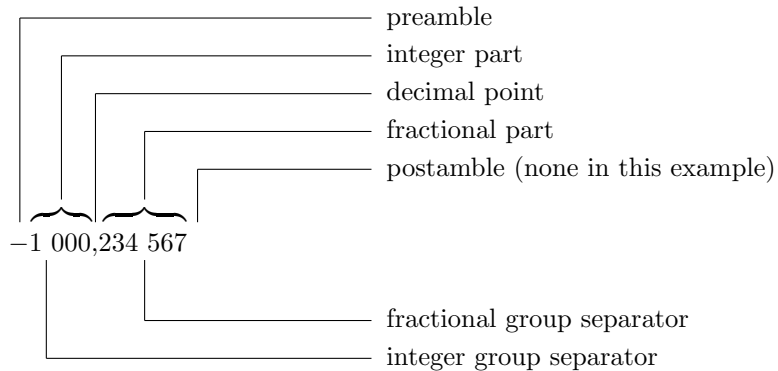 preamble
integer part
decimal point
fractional part
postamble (none in this example)
−1 000,234 567
fractional group separator
integer group separator